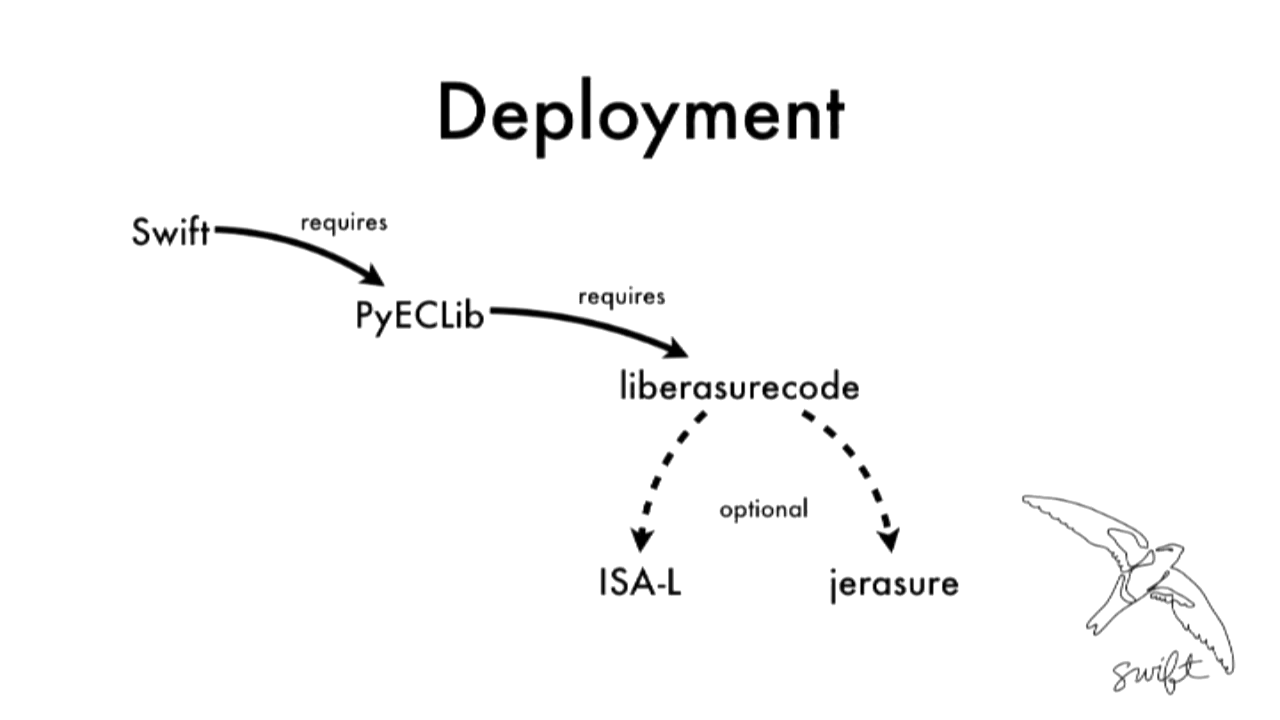 Deployment
Swift
requires
PyECLib
requires
liberasurecode
optional
ISA-L
jerasure
swift